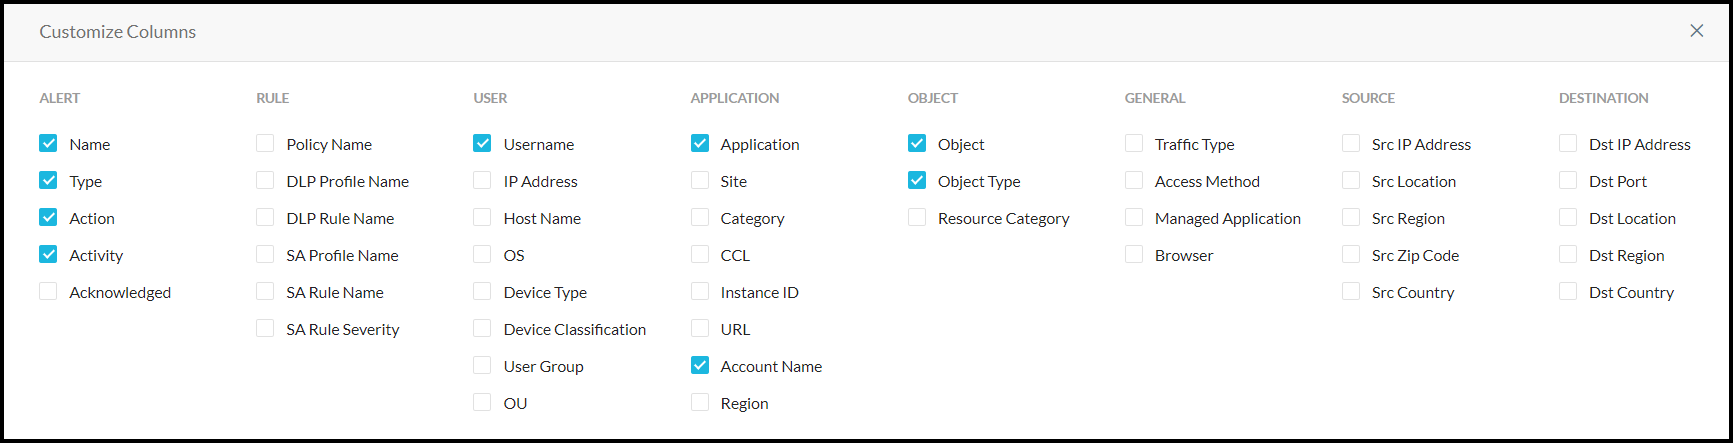 Customize Columns
ALERT
Name
Type
Action
Activity
Acknowledged
RULE
Policy Name
DLP Profile Name
DLP Rule Name
SA Profile Name
SA Rule Name
SA Rule Severity
USER
Username
IP Address
Host Name
OS
Device Type
Device Classification
User Group
OU
APPLICATION
Application
Site
Category
CCL
Instance ID
URL
Account Name
Region
OBJECT
Object
Object Type
Resource Category
GENERAL
Traffic Type
Access Method
Managed Application
Browser
SOURCE
Src IP Address
Src Location
Src Region
Src Zip Code
Src Country
DESTINATION
Dst IP Address
Dst Port
Dst Location
Dst Region
Dst Country